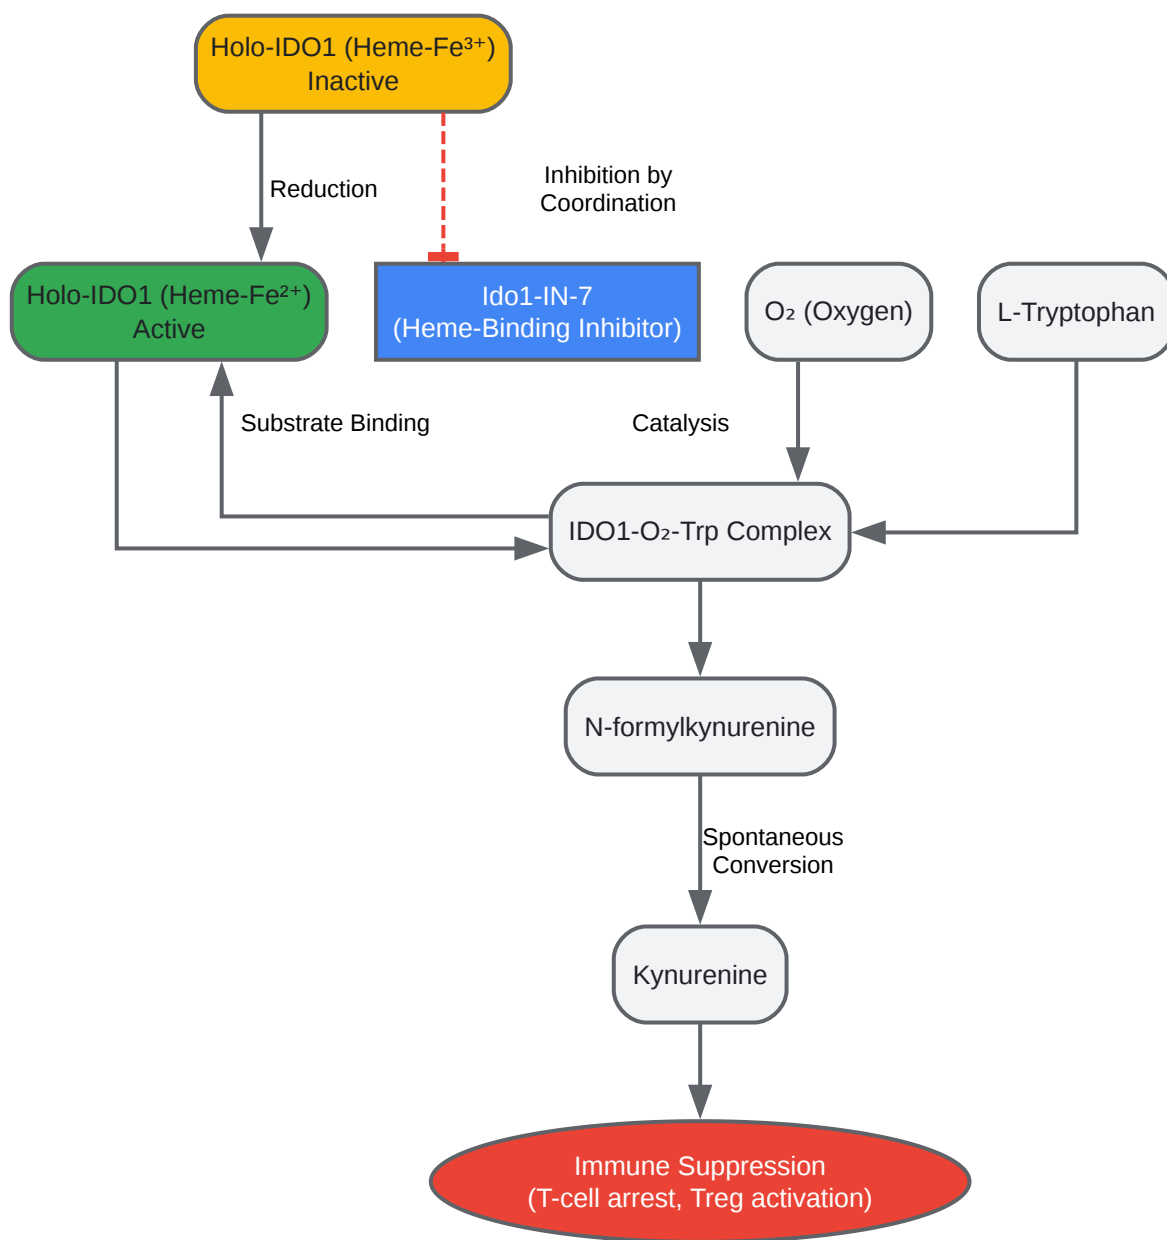 Holo-IDO1 (Heme-Fe³⁺)
Inactive
Reduction
Inhibition by
Coordination
Holo-IDO1 (Heme-Fe²⁺)
Active
Ido1-IN-7
(Heme-Binding Inhibitor)
O₂ (Oxygen)
L-Tryptophan
Substrate Binding
Catalysis
IDO1-O₂-Trp Complex
N-formylkynurenine
Spontaneous
Conversion
Kynurenine
Immune Suppression
(T-cell arrest, Treg activation)